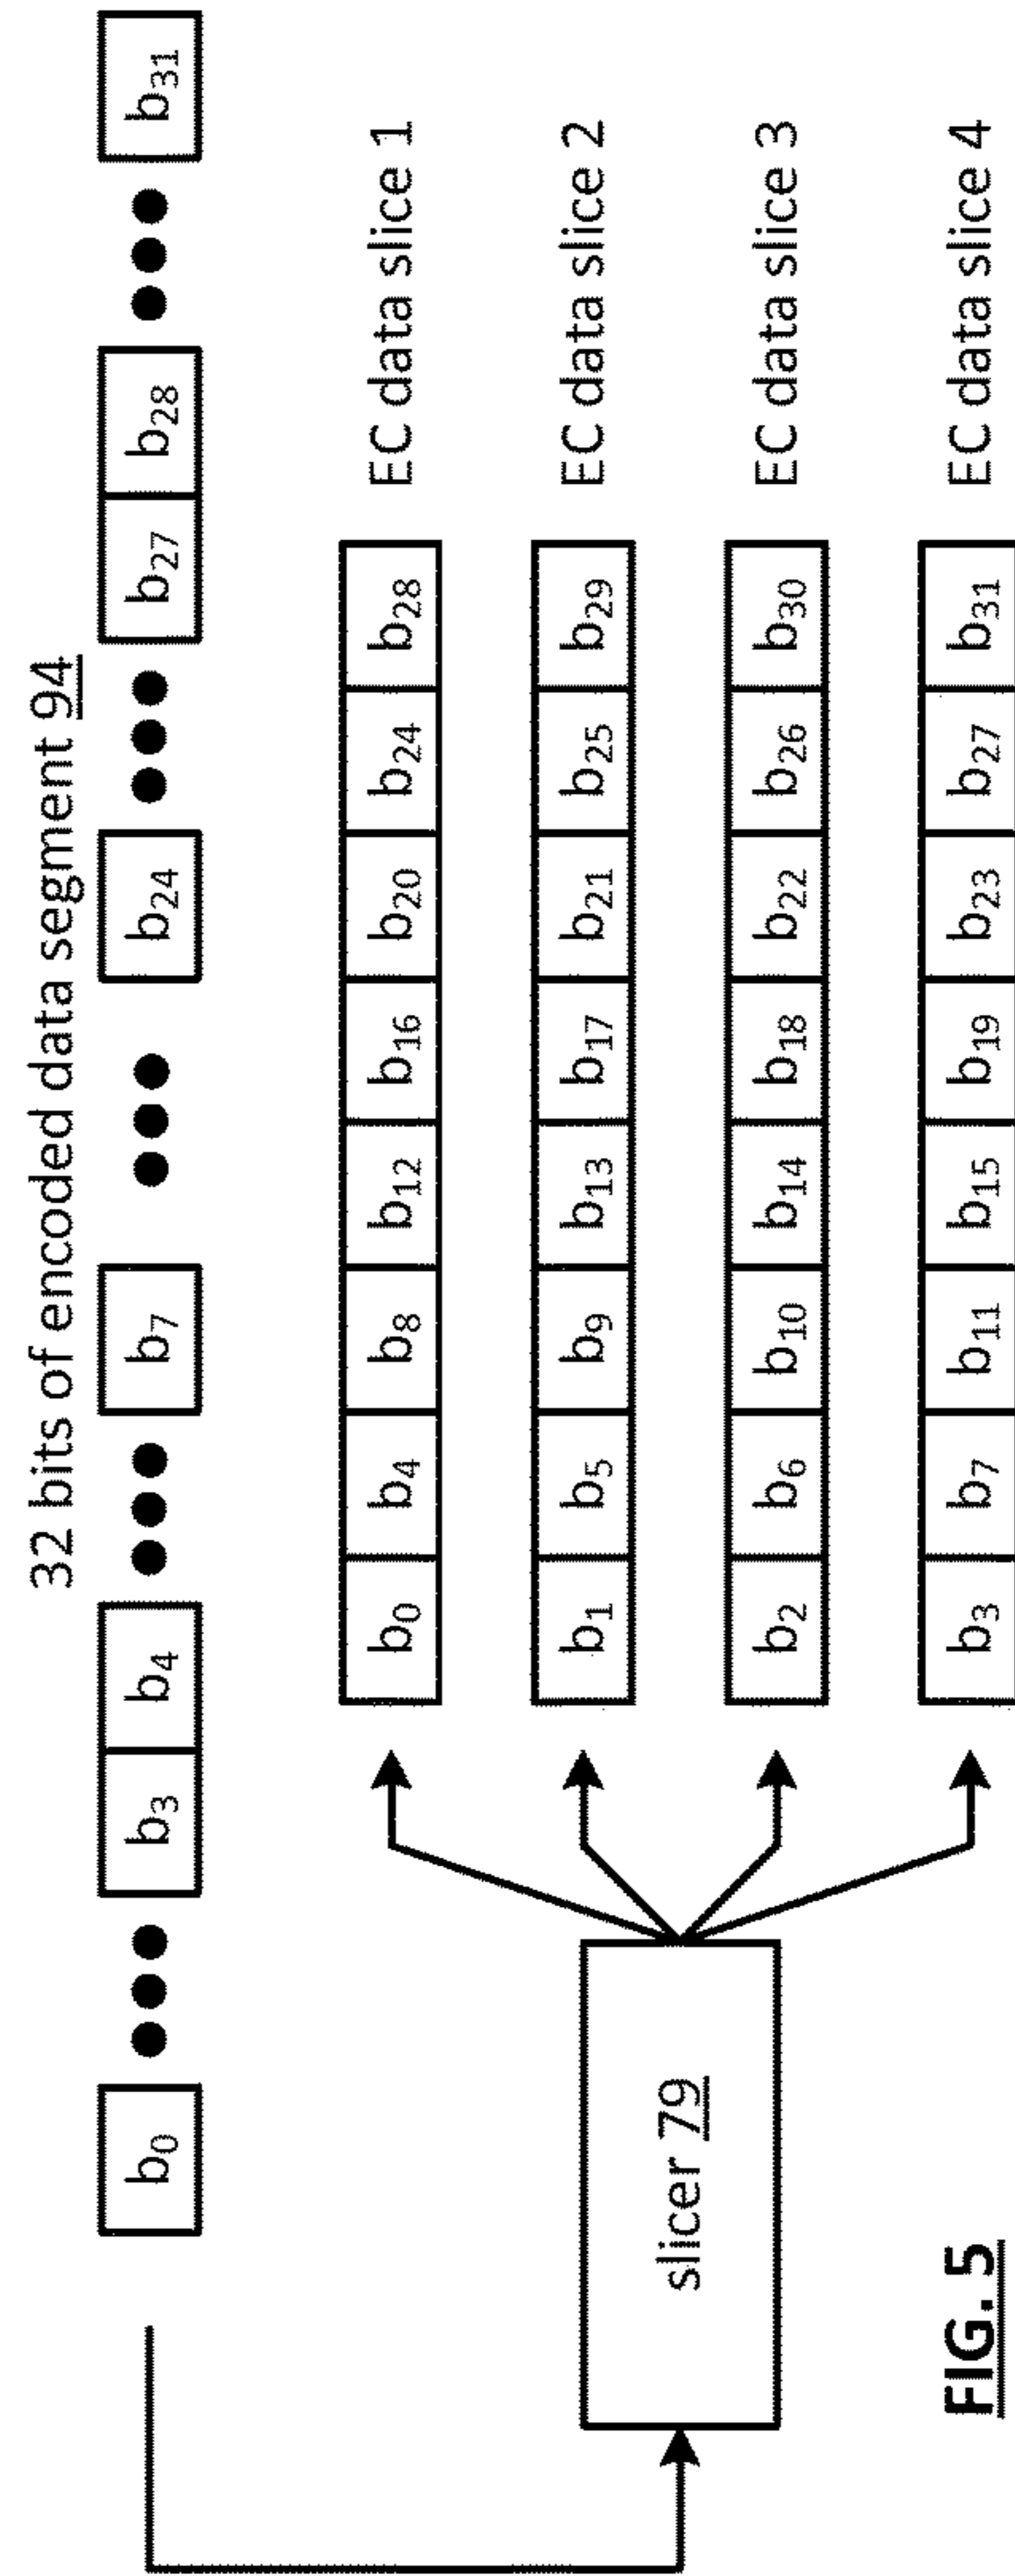 32 bits of encoded data segment 94
b0 b3 b4 b7 b24 b27 b28 b31
b0 b4 b8 b12 b16 b20 b24 b28 EC data slice 1
b1 b5 b9 b13 b17 b21 b25 b29 EC data slice 2
slicer 79
b2 b6 b10 b14 b18 b22 b26 b30 EC data slice 3
b3 b7 b11 b15 b19 b23 b27 b31 EC data slice 4
FIG. 5